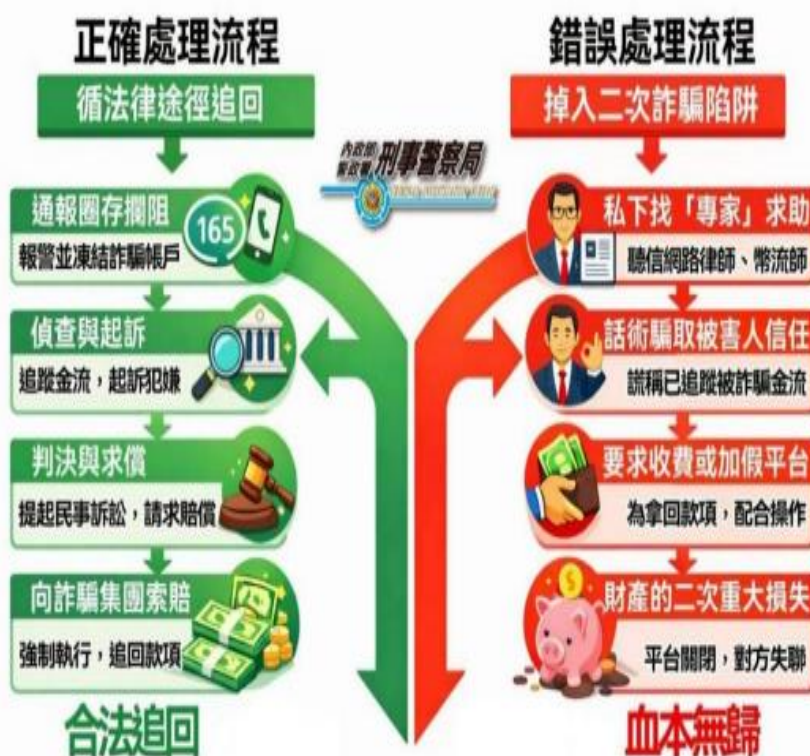 正確處理流程
循法律途徑追回
通報圈存攔阻
165
報警並凍結詐騙帳戶
偵查與起訴
追蹤金流,起訴犯嫌
判決與求償
提起民事訴訟,請求賠償
向詐騙集團索賠
強制執行,追回款項
合法追回
內政部
警政署
刑事警察局
錯誤處理流程
掉入二次詐騙陷阱
私下找「專家」求助
聽信網路律師、幣流師
話術騙取被害人信任
謊稱已追蹤被詐騙金流
要求收費或加假平台
為拿回款項,配合操作
財產的二次重大損失
平台關閉,對方失聯
血本無歸